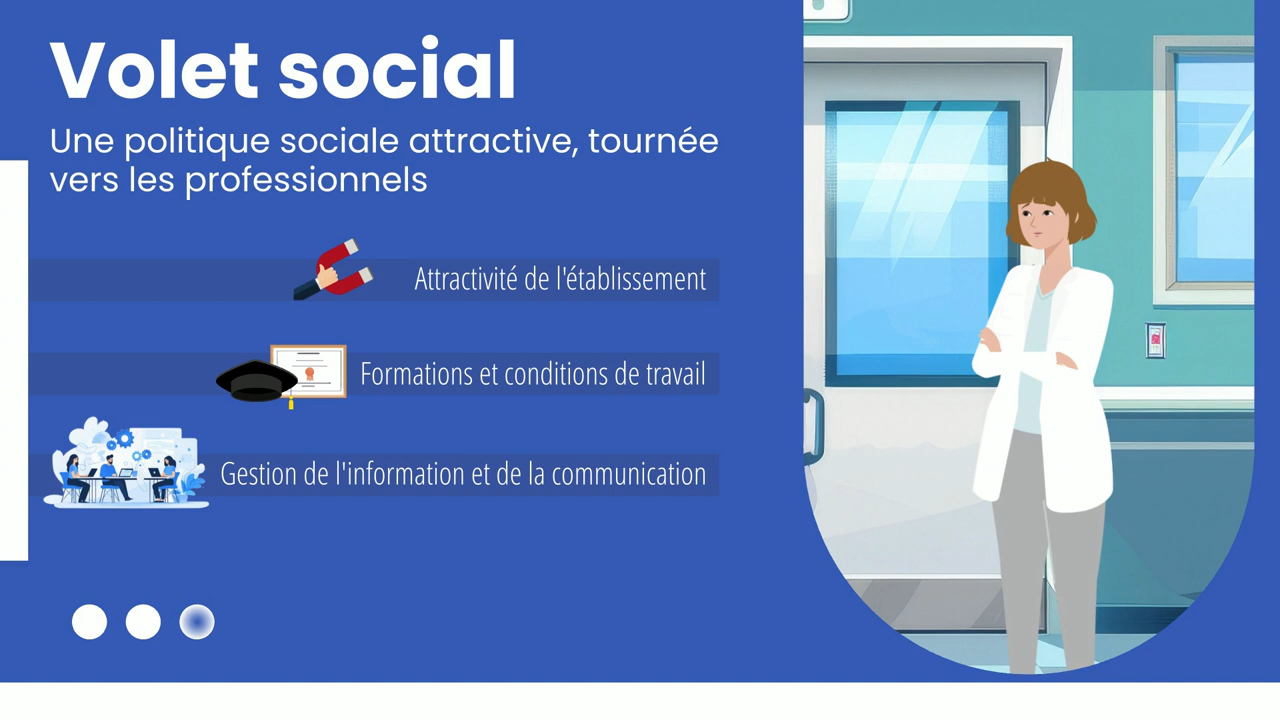 Volet social
Une politique sociale attractive, tournée
vers les professionnels
Attractivité de l'établissement
Formations et conditions de travail
Gestion de l'information et de la communication